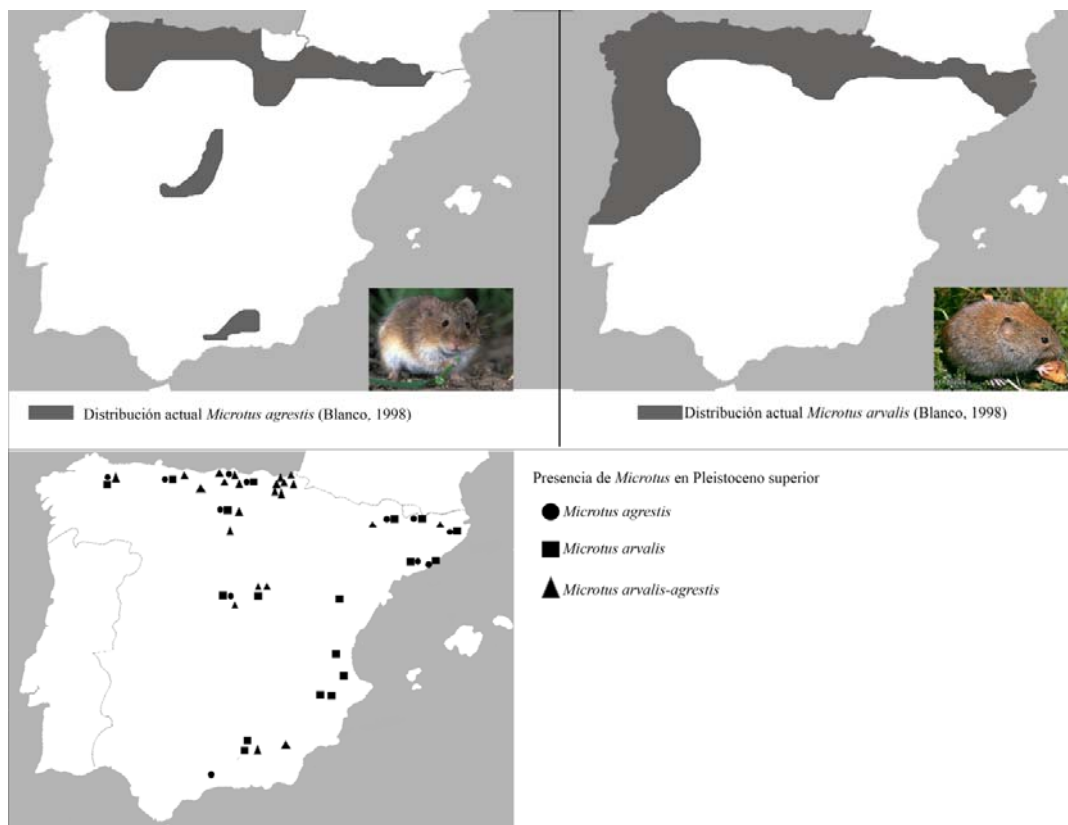 Distribución actual Microtus agrestis (Blanco, 1998)
Distribución actual Microtus arvalis (Blanco, 1998)
Presencia de Microtus en Pleistoceno superior
Microtus agrestis
Microtus arvalis
Microtus arvalis-agrestis